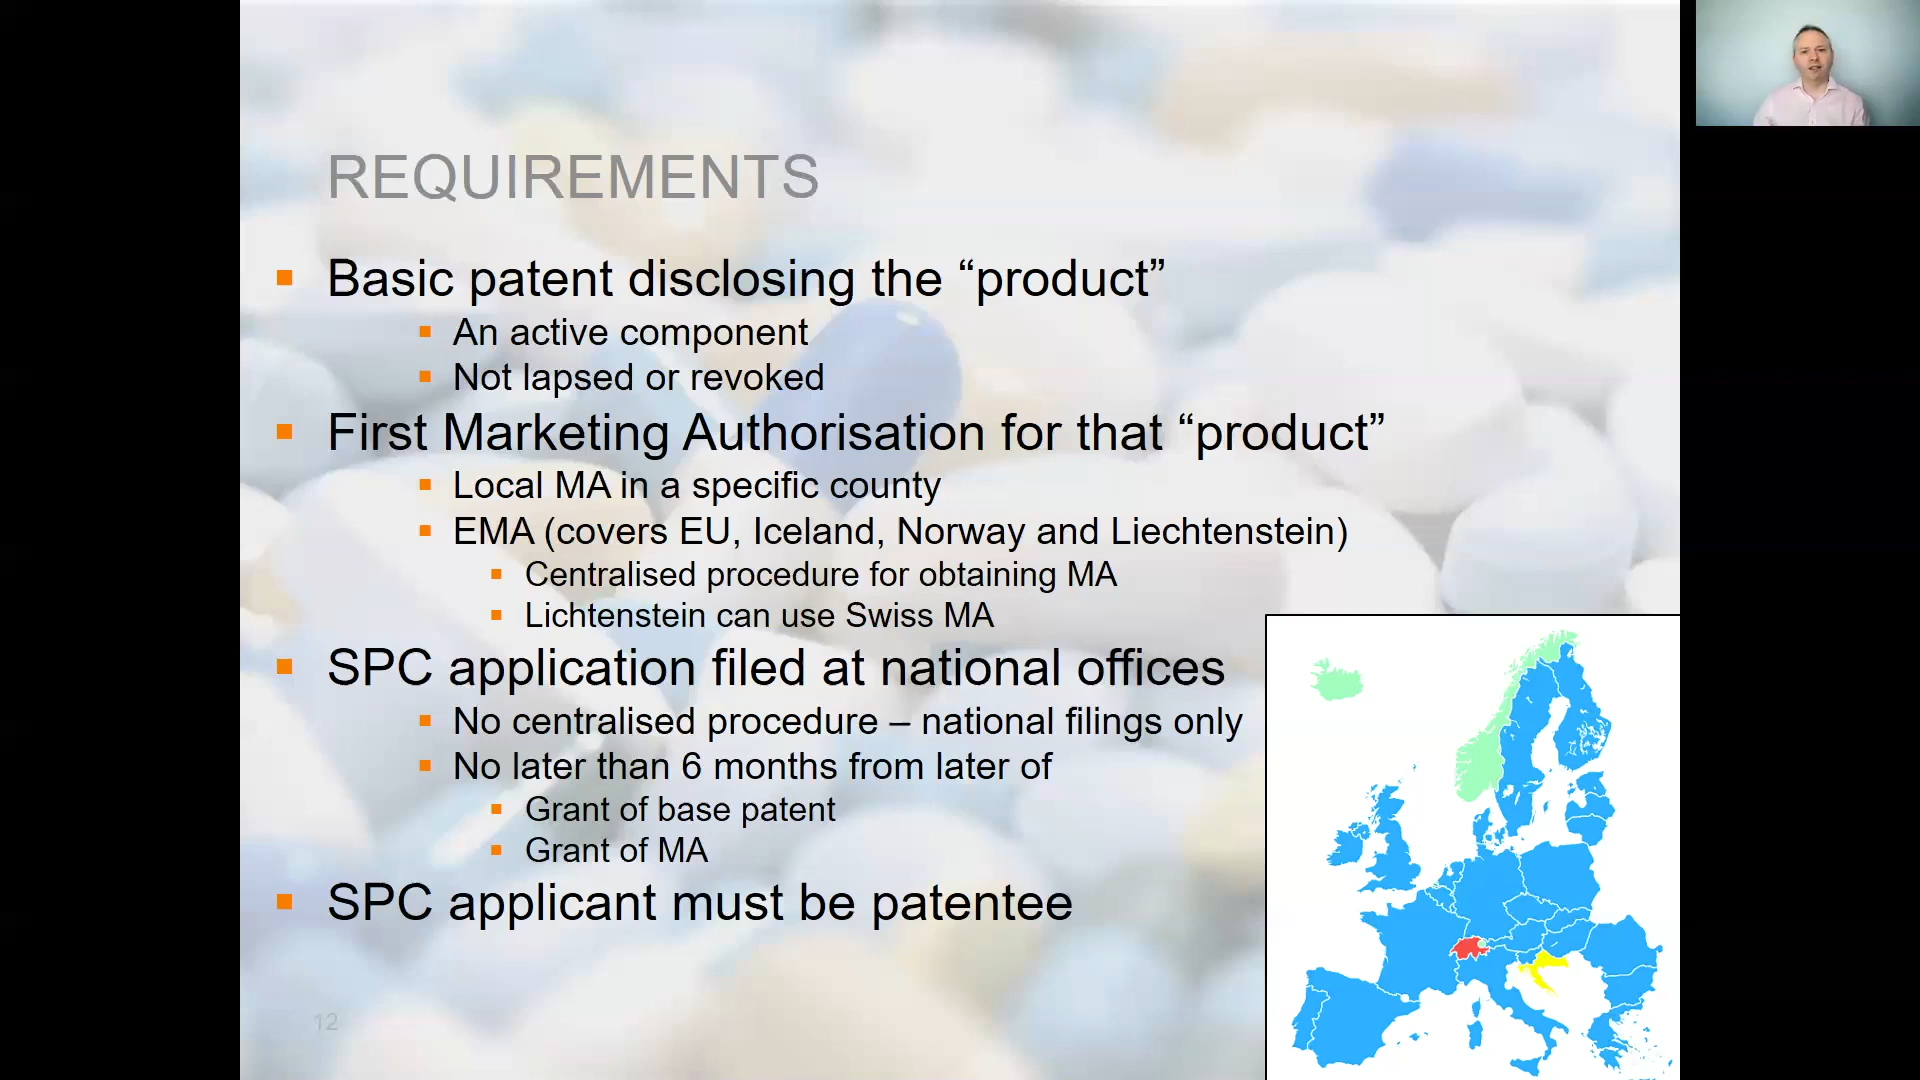 REQUIREMENTS
Basic patent disclosing the “product”
An active component
Not lapsed or revoked
First Marketing Authorisation for that “product”
Local MA in a specific county
EMA (covers EU, Iceland, Norway and Liechtenstein)
Centralised procedure for obtaining MA
Lichtenstein can use Swiss MA
SPC application filed at national offices
No centralised procedure – national filings only
No later than 6 months from later of
Grant of base patent
Grant of MA
SPC applicant must be patentee
12